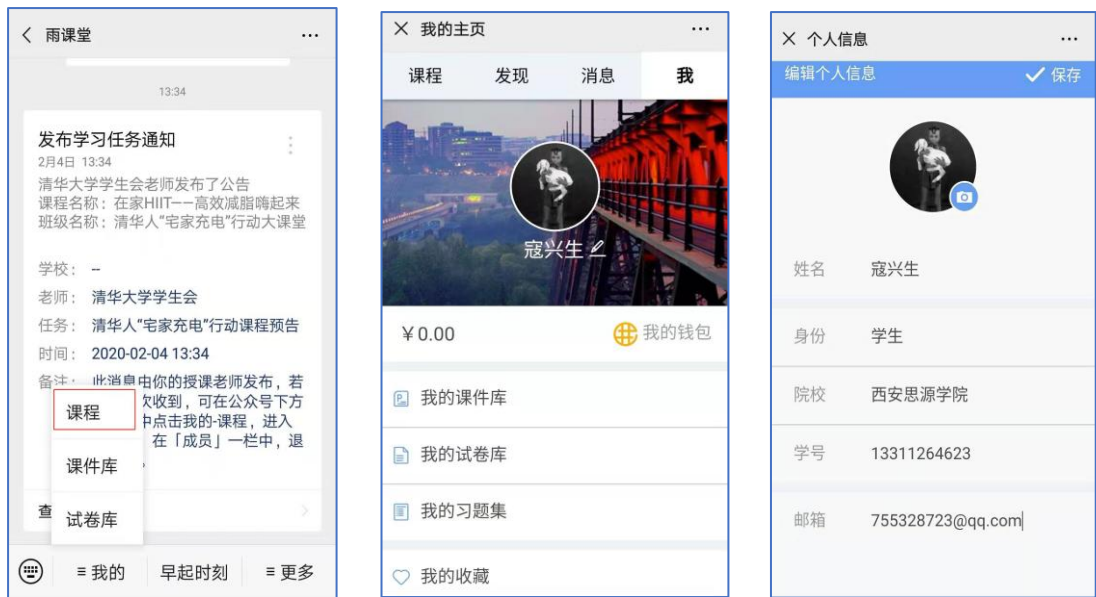 雨课堂
13:34
发布学习任务通知
2月4日 13:34
清华大学学生会老师发布了公告
课程名称：在家HIIT——高效减脂嗨起来
班级名称：清华人“宅家充电”行动大课堂
学校： --
老师： 清华大学学生会
任务： 清华人“宅家充电”行动课程预告
时间： 2020-02-04 13:34
备注： 此消息由你的授课老师发布，若
次收到，可在公众号下方
中点击我的-课程，进入
在「成员」一栏中，退
课程
课件库
试卷库
查
≡ 我的
早起时刻
≡ 更多
我的主页
课程
发现
消息
我
寇兴生
￥0.00
我的钱包
我的课件库
我的试卷库
我的习题集
我的收藏
个人信息
编辑个人信息
保存
姓名 寇兴生
身份 学生
院校 西安思源学院
学号 13311264623
邮箱 755328723@qq.com